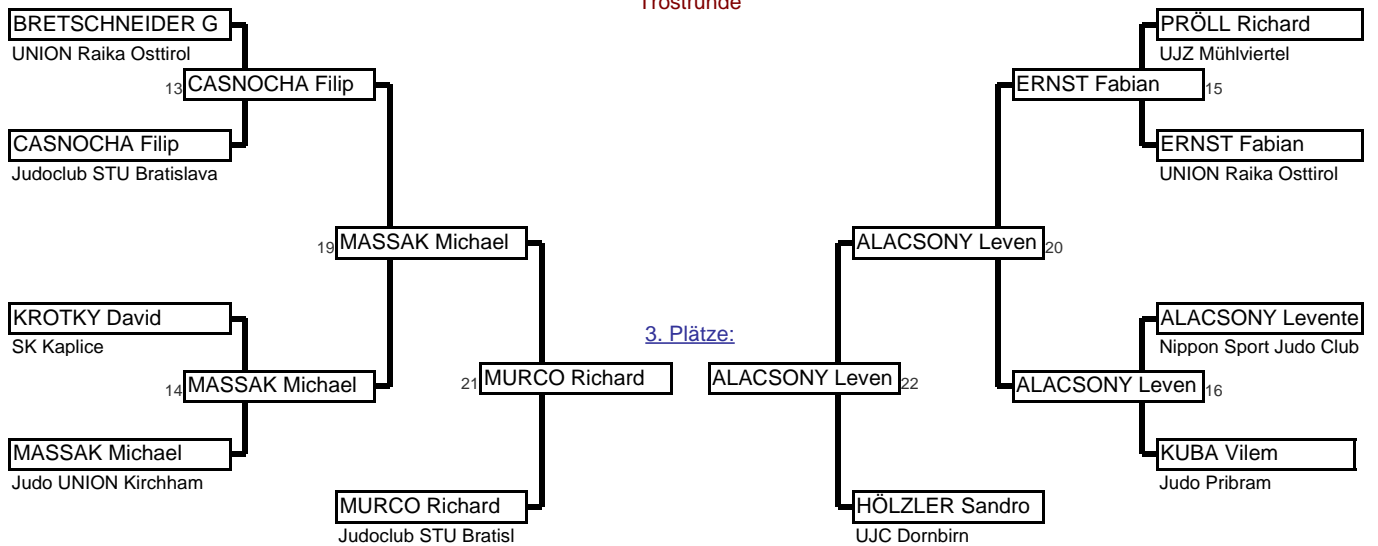 Trostrunde
BRETSCHNEIDER G
UNION Raika Osttirol
13 CASNOCHA Filip
CASNOCHA Filip
Judoclub STU Bratislava
19 MASSAK Michael
KROTKY David
SK Kaplice
14 MASSAK Michael
MASSAK Michael
Judo UNION Kirchham
21 MURCO Richard
MURCO Richard
Judoclub STU Bratisl
3. Plätze:
PRÖLL Richard
UJZ Mühlviertel
ERNST Fabian 15
ERNST Fabian
UNION Raika Osttirol
ALACSONY Leven 20
ALACSONY Levente
Nippon Sport Judo Club
ALACSONY Leven 16
KUBA Vilem
Judo Pribram
ALACSONY Leven 22
HÖLZLER Sandro
UJC Dornbirn